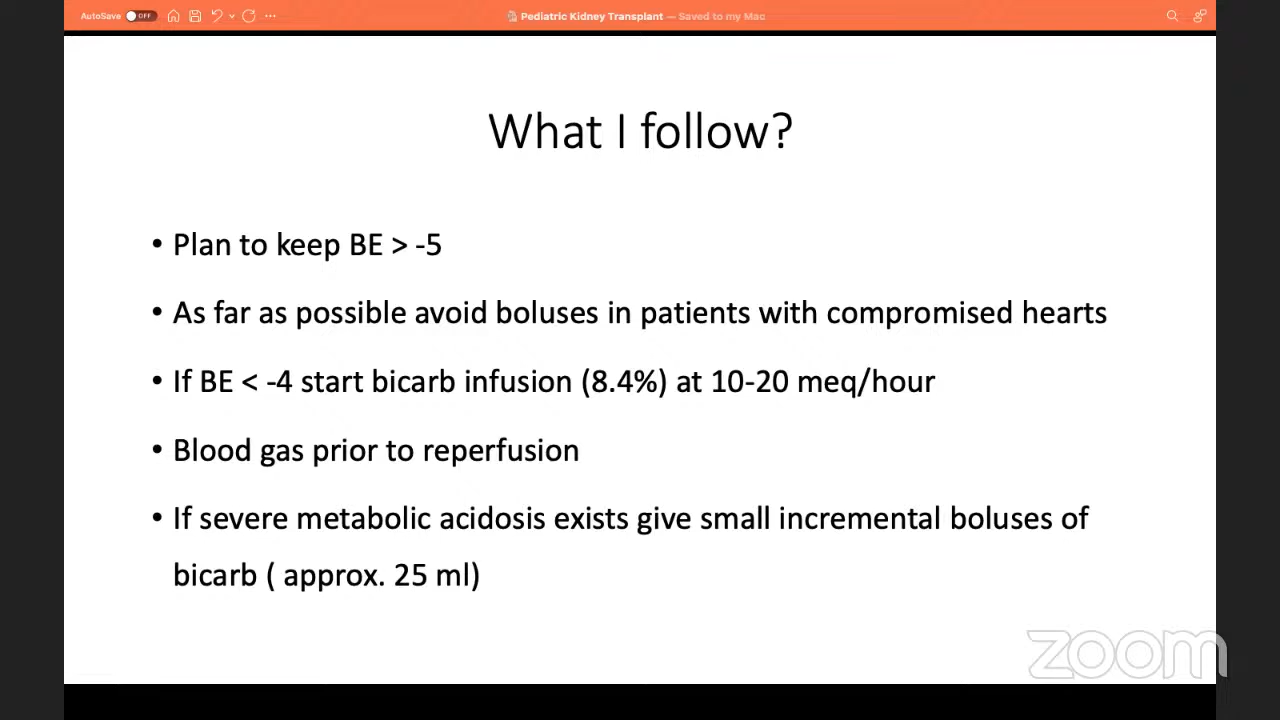 AutoSave OFF
Pediatric Kidney Transplant — Saved to my Mac
What I follow?
• Plan to keep BE > -5
• As far as possible avoid boluses in patients with compromised hearts
• If BE < -4 start bicarb infusion (8.4%) at 10-20 meq/hour
• Blood gas prior to reperfusion
• If severe metabolic acidosis exists give small incremental boluses of
bicarb ( approx. 25 ml)
zoom